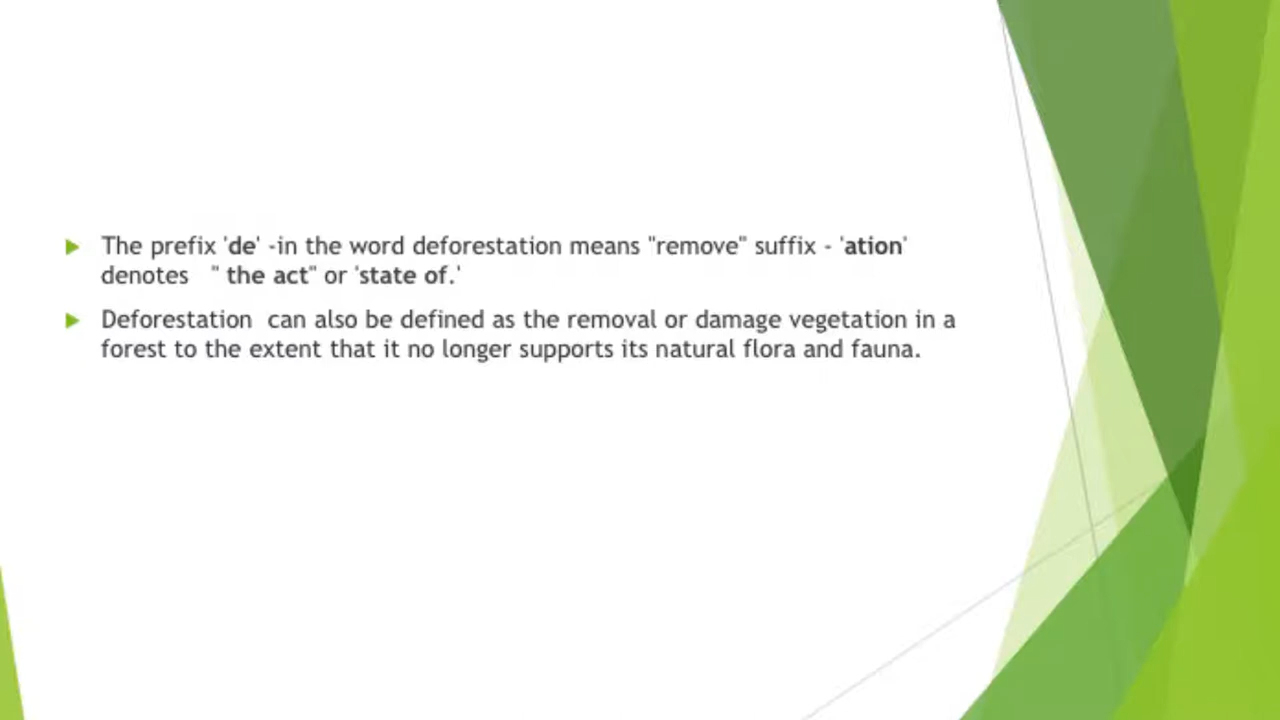 The prefix 'de' -in the word deforestation means "remove" suffix - 'ation'
denotes " the act" or 'state of.'
Deforestation can also be defined as the removal or damage vegetation in a
forest to the extent that it no longer supports its natural flora and fauna.